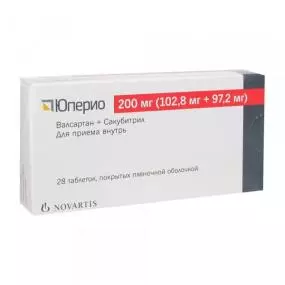 Юперио
200 мг (102,8 мг + 97,2 мг)
Валсартан + Сакубитрил
Для приема внутрь
28 таблеток, покрытых пленочной оболочкой
NOVARTIS